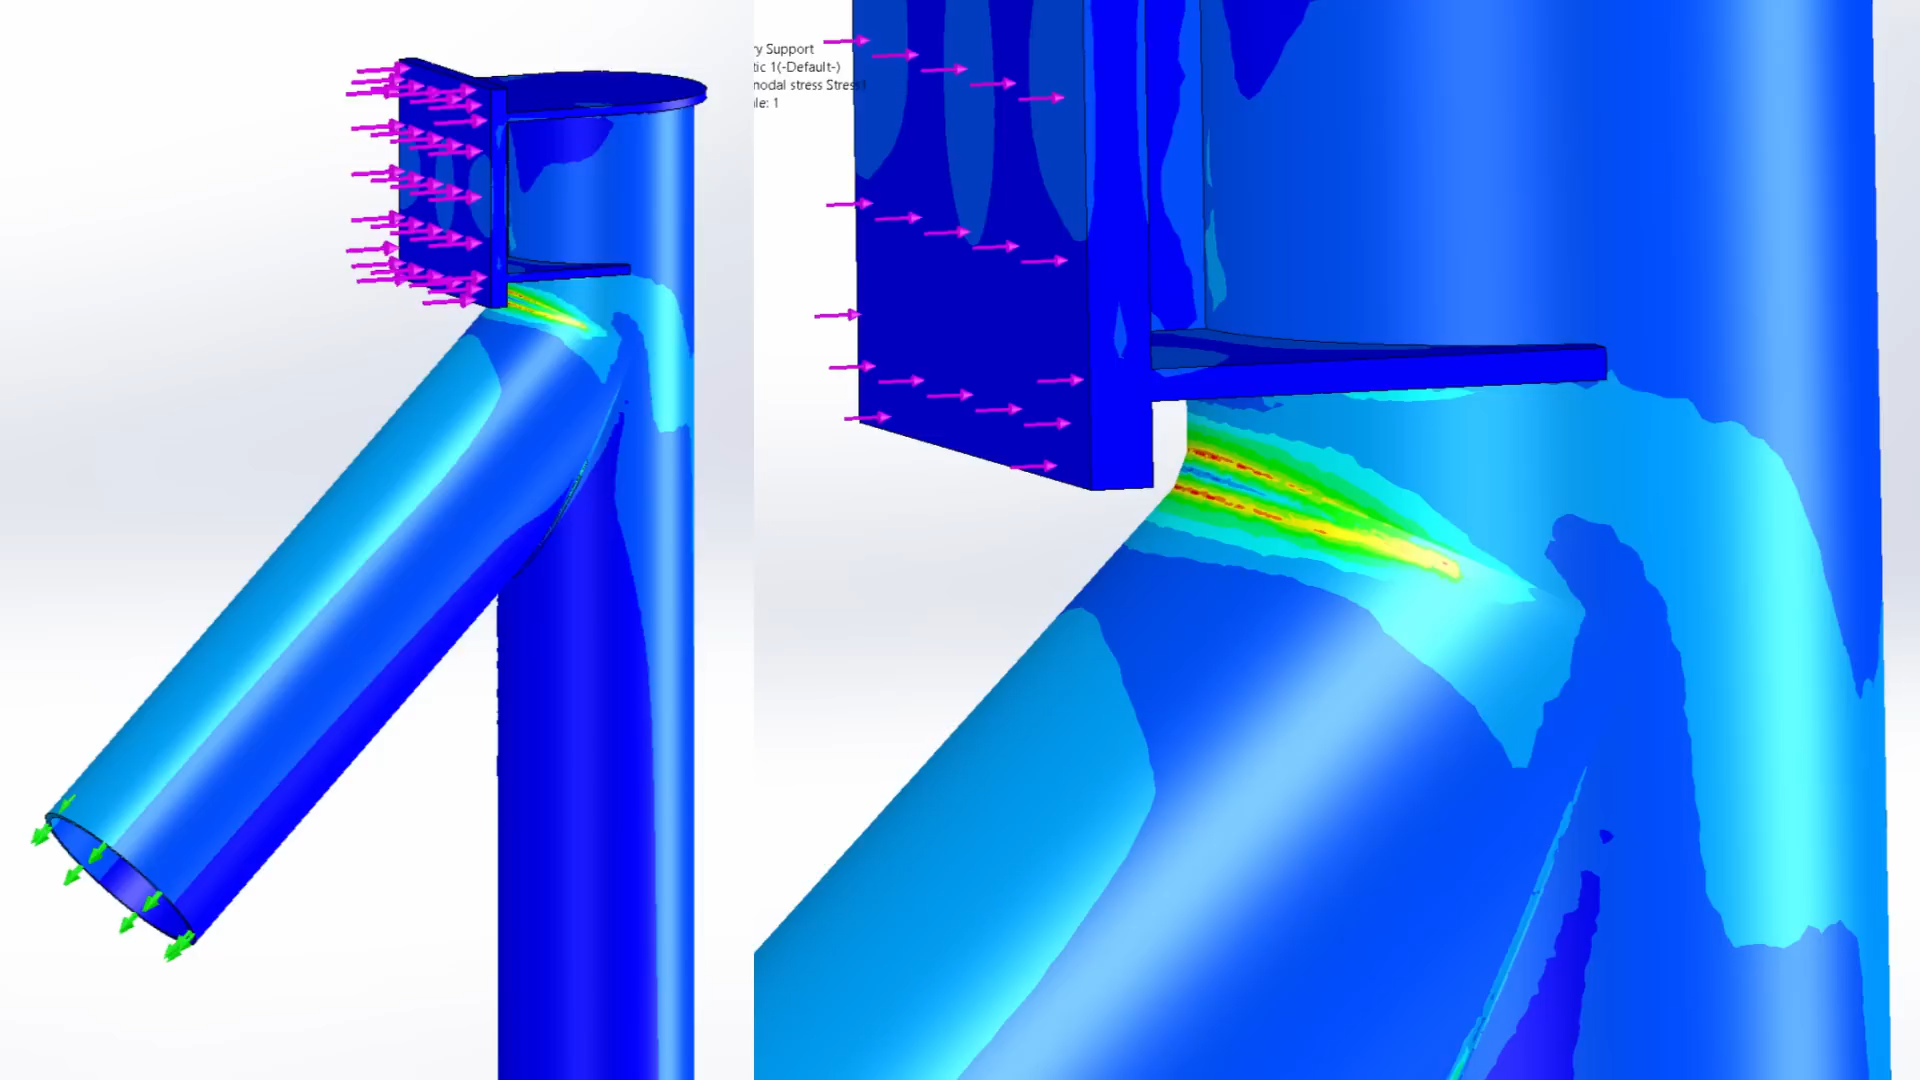 ry Support
tic 1(-Default-)
nodal stress Stress1
le: 1